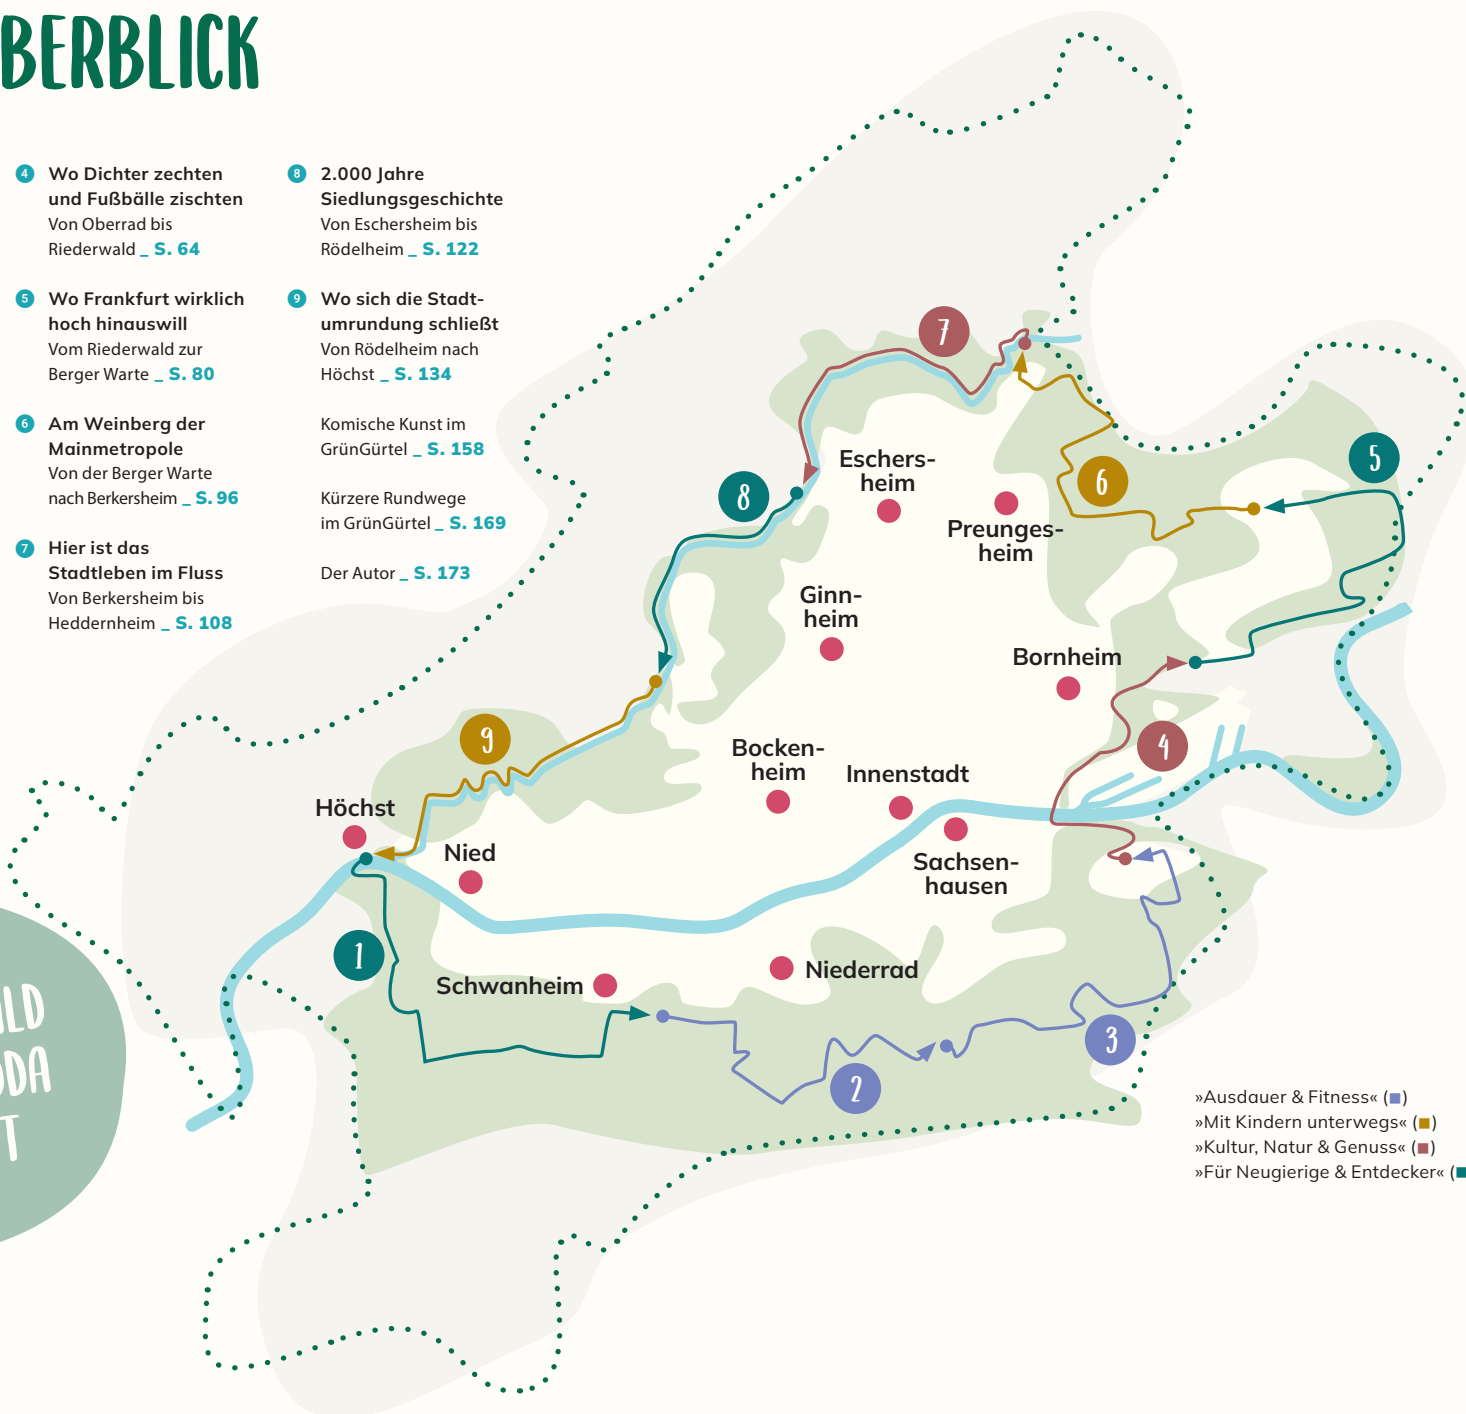 BERBLICK
4 Wo Dichter zechten
und Fußbälle zischten
Von Oberrad bis
Riederwald _ S. 64
5 Wo Frankfurt wirklich
hoch hinauswill
Vom Riederwald zur
Berger Warte _ S. 80
6 Am Weinberg der
Mainmetropole
Von der Berger Warte
nach Berkersheim _ S. 96
7 Hier ist das
Stadtleben im Fluss
Von Berkersheim bis
Heddernheim _ S. 108
8 2.000 Jahre
Siedlungsgeschichte
Von Eschersheim bis
Rödelheim _ S. 122
9 Wo sich die Stadt-
umrundung schließt
Von Rödelheim nach
Höchst _ S. 134
Komische Kunst im
GrünGürtel _ S. 158
Kürzere Rundwege
im GrünGürtel _ S. 169
Der Autor _ S. 173
7
5
Eschers-
heim
6
8
Preunges-
heim
Ginn-
heim
Bornheim
9
4
Bocken-
heim
Innenstadt
Höchst
Nied
Sachsen-
hausen
1
Niederrad
Schwanheim
3
2
LD
DA
T
»Ausdauer & Fitness« (■)
»Mit Kindern unterwegs« (■)
»Kultur, Natur & Genuss« (■)
»Für Neugierige & Entdecker« (■